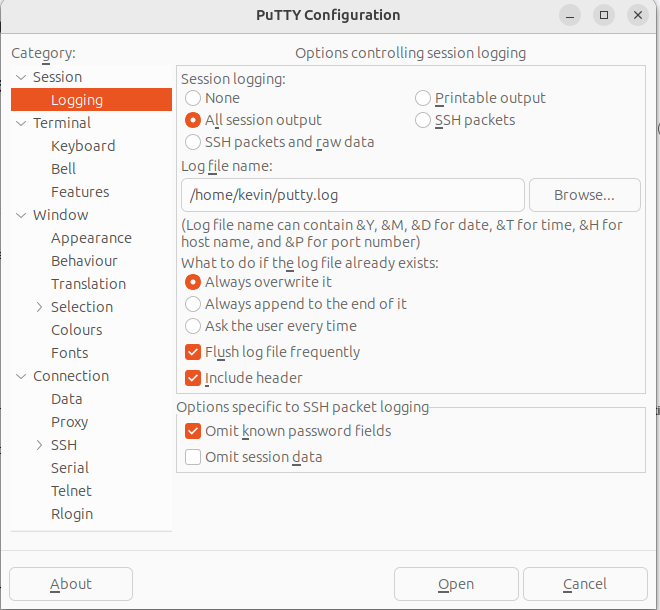 PuTTY Configuration
Category:
Session
Logging
Terminal
Keyboard
Bell
Features
Window
Appearance
Behaviour
Translation
Selection
Colours
Fonts
Connection
Data
Proxy
SSH
Serial
Telnet
Rlogin
Options controlling session logging
Session logging:
None
Printable output
All session output
SSH packets
SSH packets and raw data
Log file name:
/home/kevin/putty.log
Browse...
(Log file name can contain &Y, &M, &D for date, &T for time, &H for
host name, and &P for port number)
What to do if the log file already exists:
Always overwrite it
Always append to the end of it
Ask the user every time
Flush log file frequently
Include header
Options specific to SSH packet logging
Omit known password fields
Omit session data
About
Open
Cancel